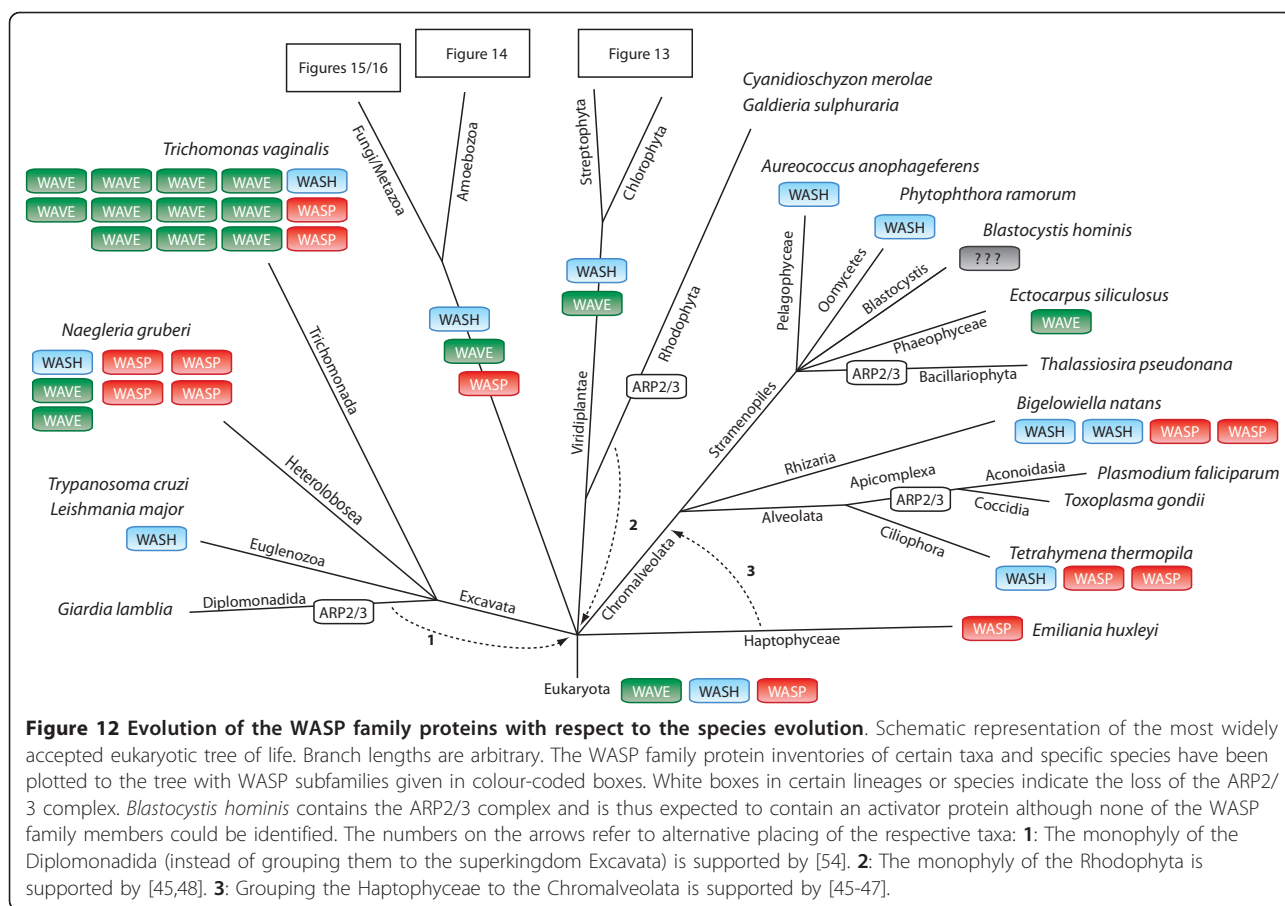 Figures 15/16
Figure 14
Figure 13
Cyanidioschyzon merolae
Galdieria sulphuraria
Trichomonas vaginalis
WAVE WAVE WAVE WAVE WASH
WAVE WAVE WAVE WAVE WASP
WAVE WAVE WAVE WASP
Fungi/Metazoa
Amoebozoa
Streptophyta
Chlorophyta
Aureococcus anophageferens
WASH
Phytophthora ramorum
WASH
Blastocystis hominis
? ? ?
Ectocarpus siliculosus
WAVE
Pelagophyceae
Oomycetes
Blastocystis
Phaeophyceae
ARP2/3
Bacillariophyta
Thalassiosira pseudonana
WASH
WAVE
Rhodophyta
ARP2/3
WASH
WAVE
WASP
Naegleria gruberi
WASH WASP WASP
WAVE WASP WASP
WAVE
Trichomonada
Heterolobosea
Viridiplantae
Stramenopiles
Bigelowiella natans
WASH WASH WASP WASP
Rhizaria
Apicomplexa
Aconoidasia
Plasmodium faliciparum
ARP2/3
Coccidia
Toxoplasma gondii
Alveolata
Ciliophora
Tetrahymena thermopila
WASH WASP WASP
Trypanosoma cruzi
Leishmania major
WASH
Euglenozoa
2
3
Chromalveolata
Giardia lamblia
Diplomonadida
ARP2/3
Excavata
1
Haptophyceae
WASP
Emiliania huxleyi
Eukaryota WAVE WASH WASP
Figure 12 Evolution of the WASP family proteins with respect to the species evolution. Schematic representation of the most widely
accepted eukaryotic tree of life. Branch lengths are arbitrary. The WASP family protein inventories of certain taxa and specific species have been
plotted to the tree with WASP subfamilies given in colour-coded boxes. White boxes in certain lineages or species indicate the loss of the ARP2/
3 complex. Blastocystis hominis contains the ARP2/3 complex and is thus expected to contain an activator protein although none of the WASP
family members could be identified. The numbers on the arrows refer to alternative placing of the respective taxa: 1: The monophyly of the
Diplomonadida (instead of grouping them to the superkingdom Excavata) is supported by [54]. 2: The monophyly of the Rhodophyta is
supported by [45,48]. 3: Grouping the Haptophyceae to the Chromalveolata is supported by [45-47].